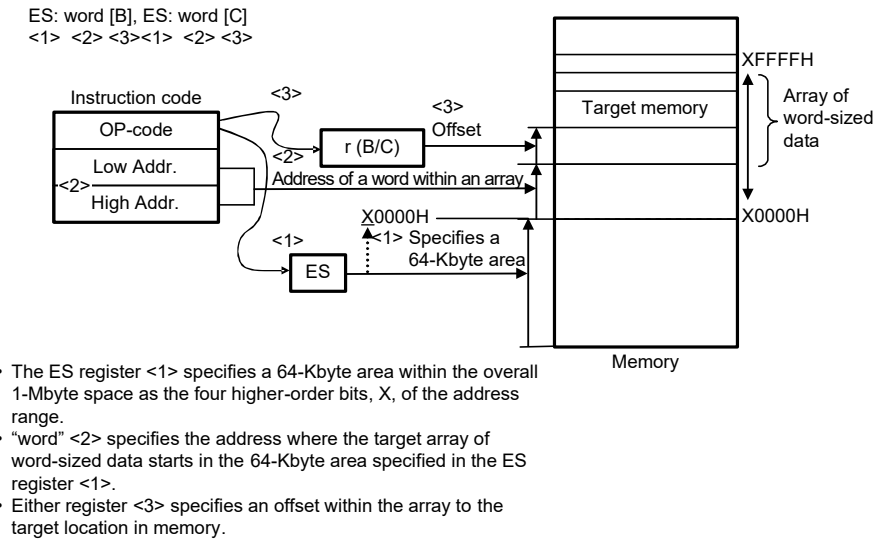 ES: word [B], ES: word [C]
<1> <2> <3><1> <2> <3>
XFFFFH
Instruction code
<3>
<3>
Offset
Target memory
Array of
word-sized
data
OP-code
r (B/C)
<2>
Low Addr.
<2>
Address of a word within an array
High Addr.
X0000H
X0000H
<1>
<1> Specifies a
64-Kbyte area
ES
Memory
• The ES register <1> specifies a 64-Kbyte area within the overall
1-Mbyte space as the four higher-order bits, X, of the address
range.
• “word” <2> specifies the address where the target array of
word-sized data starts in the 64-Kbyte area specified in the ES
register <1>.
• Either register <3> specifies an offset within the array to the
target location in memory.